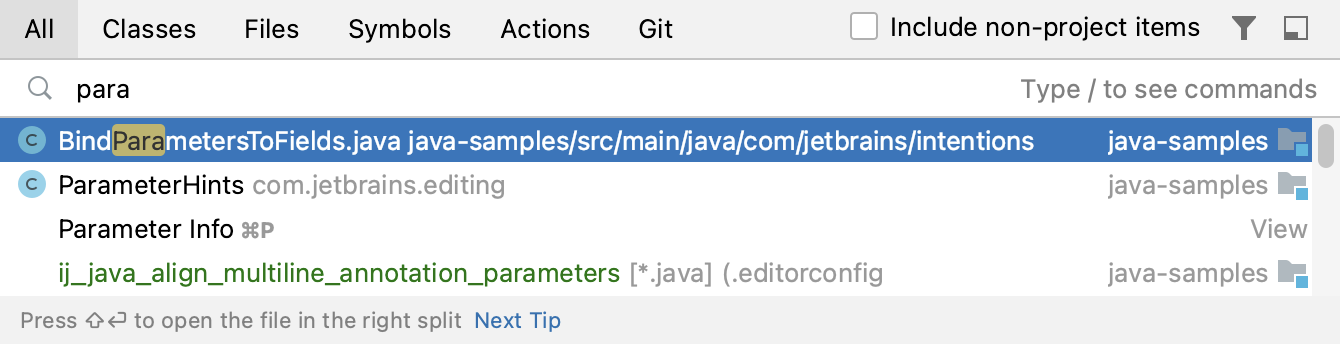 All Classes Files Symbols Actions Git Include non-project items
para Type / to see commands
C BindParametersToFields.java java-samples/src/main/java/com/jetbrains/intentions java-samples
C ParameterHints com.jetbrains.editing java-samples
Parameter Info ⌘P View
ij_java_align_multiline_annotation_parameters [*.java] (.editorconfig java-samples
Press ⇧⏎ to open the file in the right split Next Tip